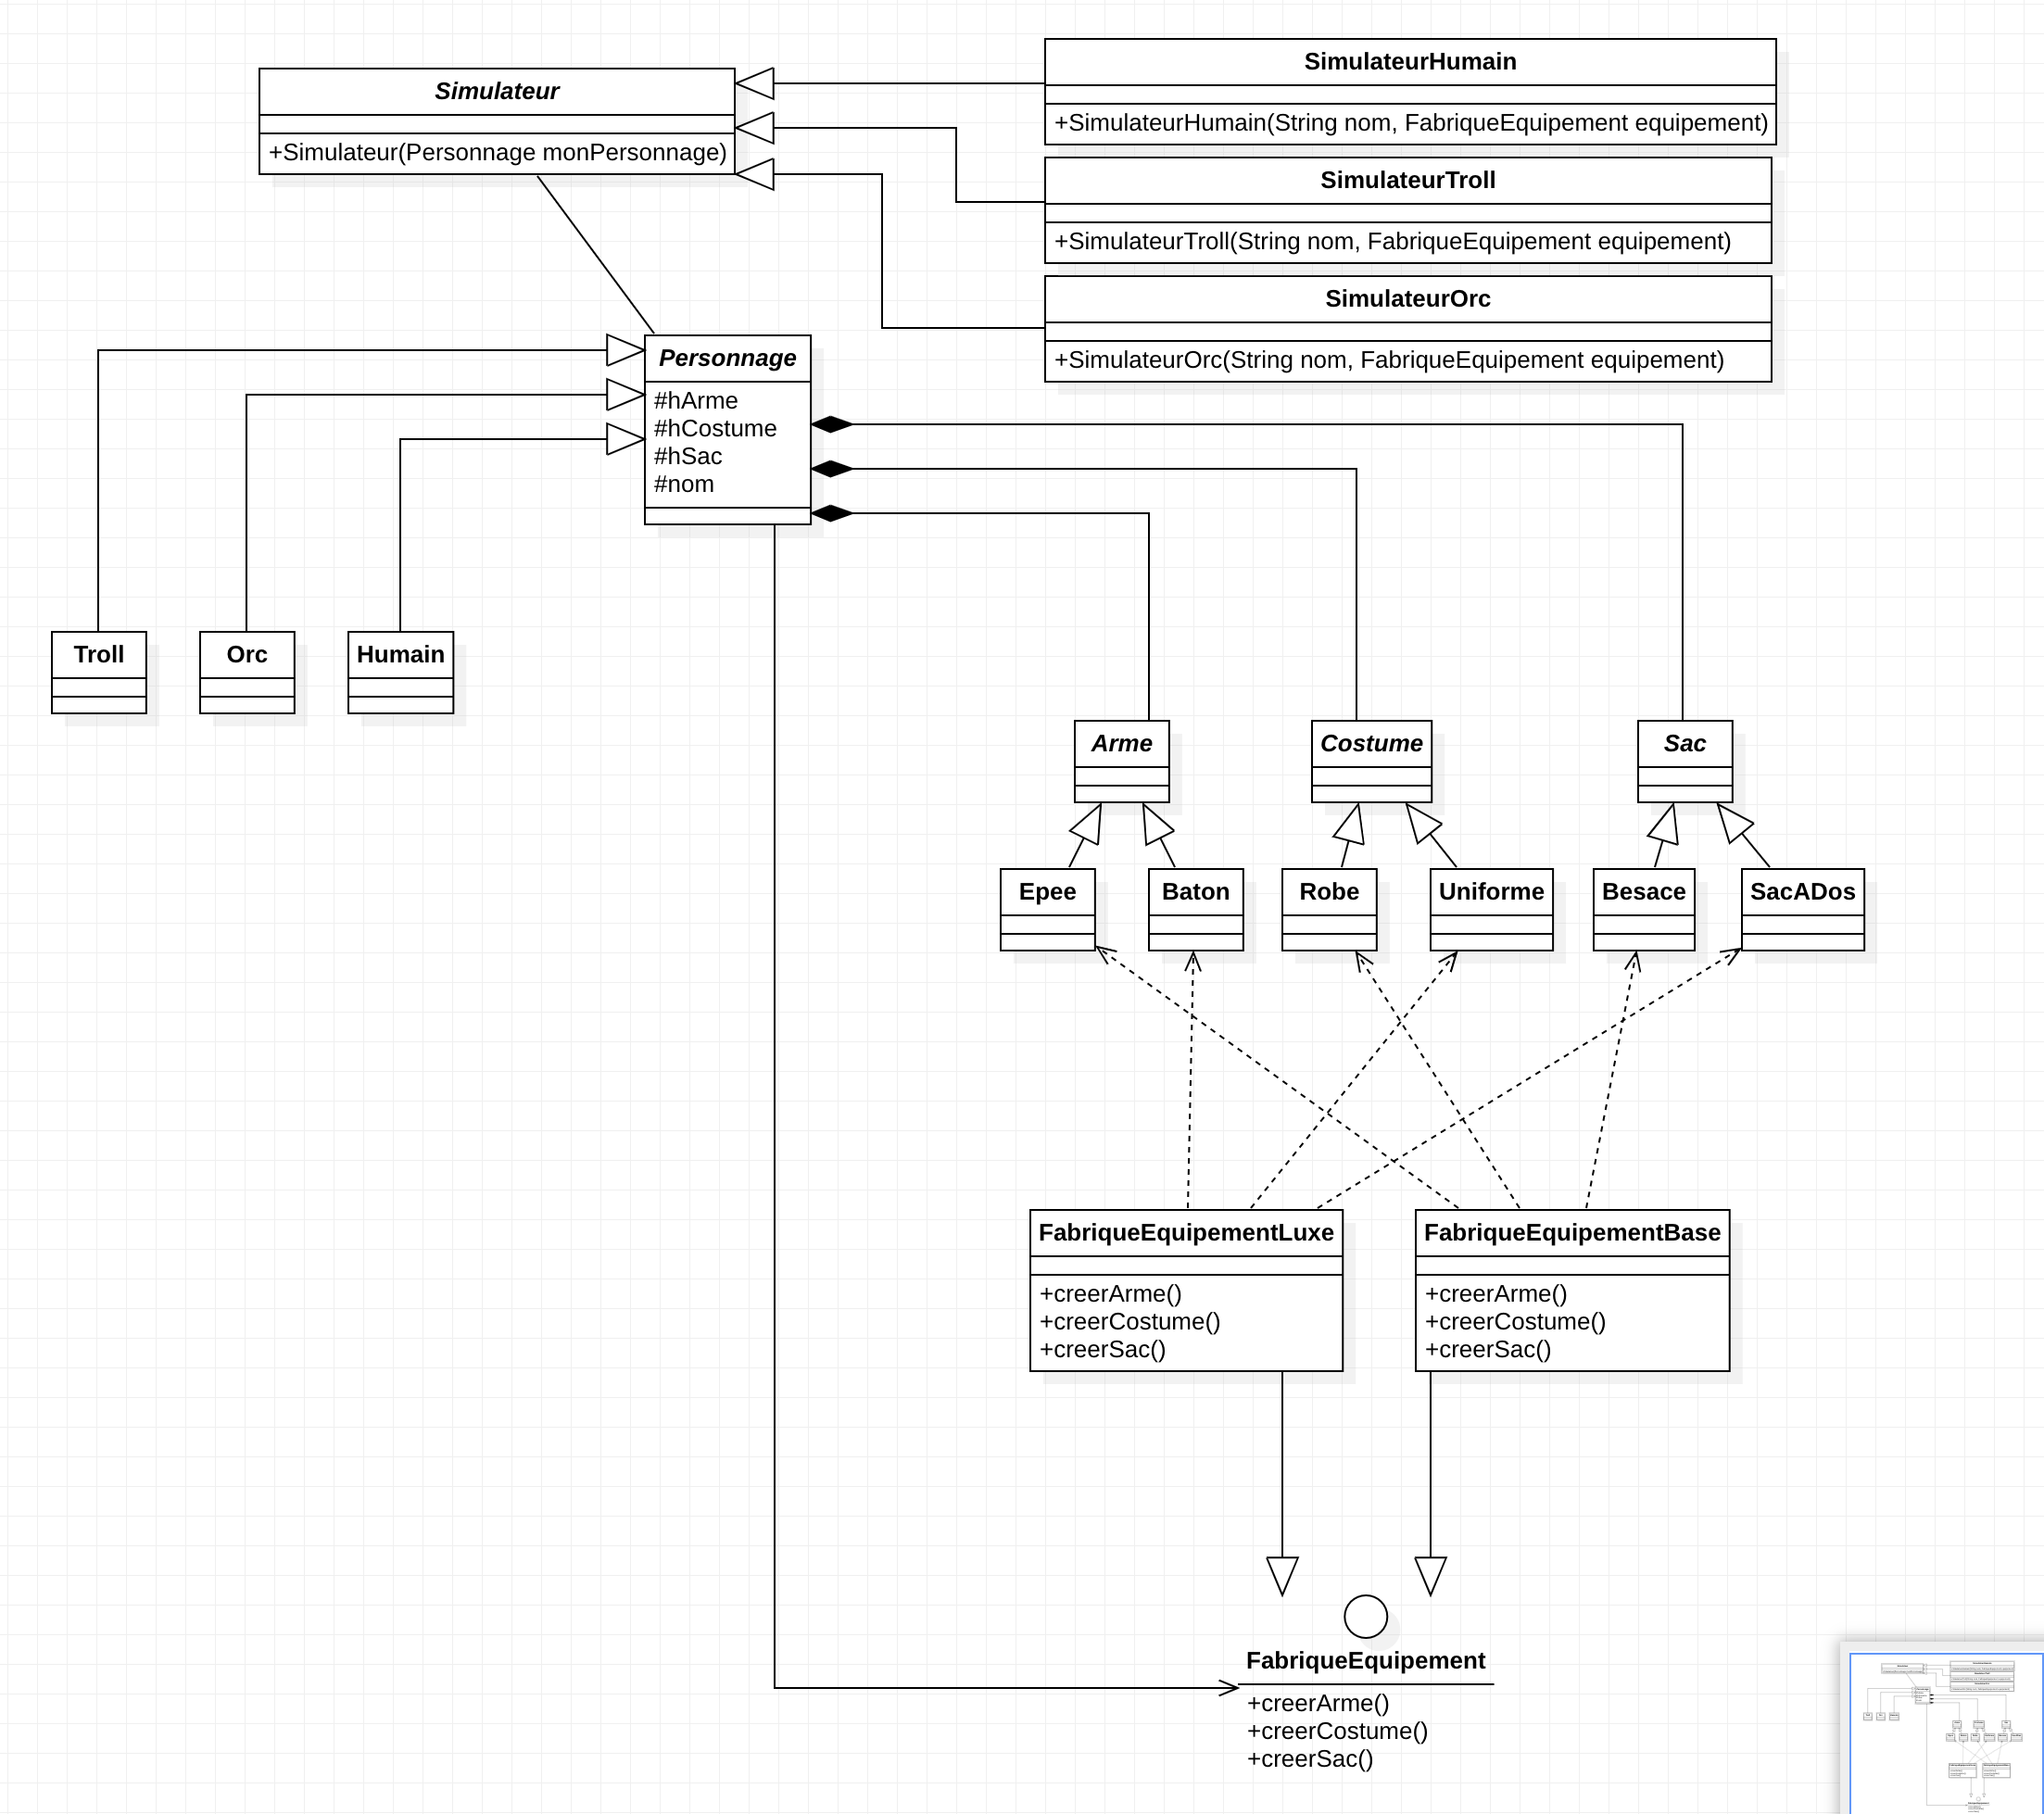 Simulateur
+Simulateur(Personnage monPersonnage)
SimulateurHumain
+SimulateurHumain(String nom, FabriqueEquipement equipement)
SimulateurTroll
+SimulateurTroll(String nom, FabriqueEquipement equipement)
SimulateurOrc
+SimulateurOrc(String nom, FabriqueEquipement equipement)
Personnage
#hArme
#hCostume
#hSac
#nom
Troll
Orc
Humain
Arme
Costume
Sac
Epee
Baton
Robe
Uniforme
Besace
SacADos
FabriqueEquipementLuxe
+creerArme()
+creerCostume()
+creerSac()
FabriqueEquipementBase
+creerArme()
+creerCostume()
+creerSac()
FabriqueEquipement
+creerArme()
+creerCostume()
+creerSac()